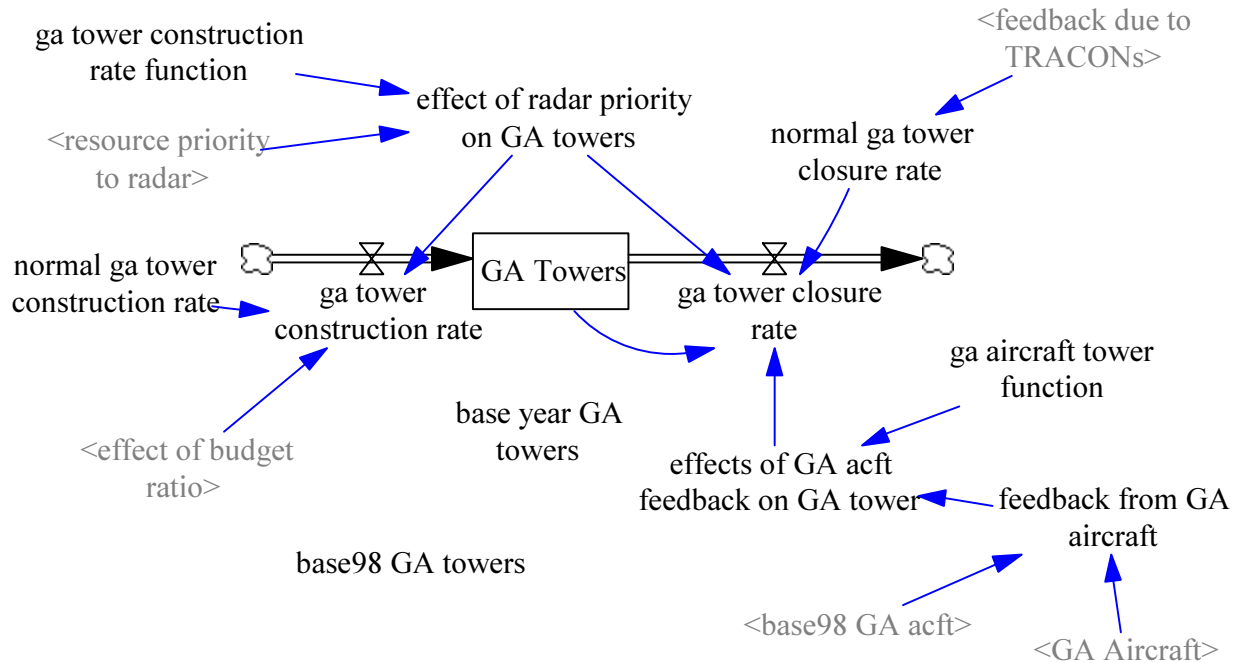 ga tower construction
rate function
<feedback due to
TRACONs>
effect of radar priority
on GA towers
<resource priority
to radar>
normal ga tower
closure rate
normal ga tower
construction rate
GA Towers
ga tower
construction rate
ga tower closure
rate
ga aircraft tower
function
base year GA
towers
<effect of budget
ratio>
effects of GA acft
feedback on GA tower
feedback from GA
aircraft
base98 GA towers
<base98 GA acft>
<GA Aircraft>